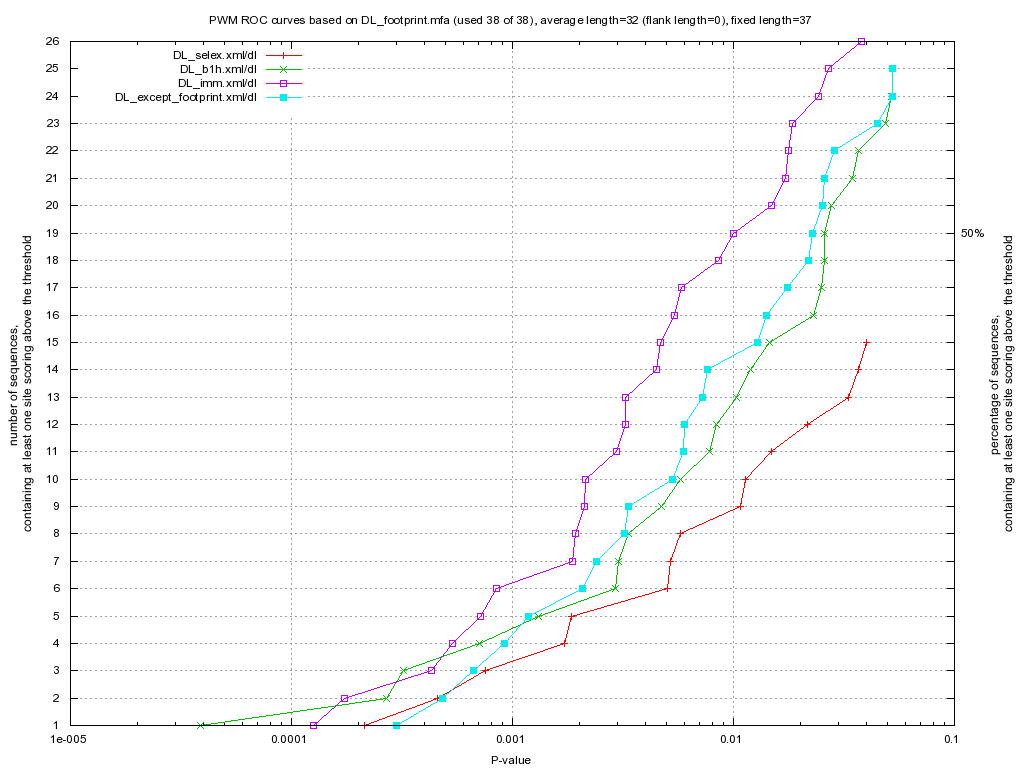 PWM ROC curves based on DL_footprint.mfa (used 38 of 38), average length=32 (flank length=0), fixed length=37
DL_selex.xml/dl
DL_b1h.xml/dl
DL_imm.xml/dl
DL_except_footprint.xml/dl
26
25
24
23
22
21
20
19
18
17
16
15
14
13
12
11
10
9
8
7
6
5
4
3
2
1
50%
number of sequences,
containing at least one site scoring above the threshold
percentage of sequences,
containing at least one site scoring above the threshold
1e-005
0.0001
0.001
0.01
0.1
P-value